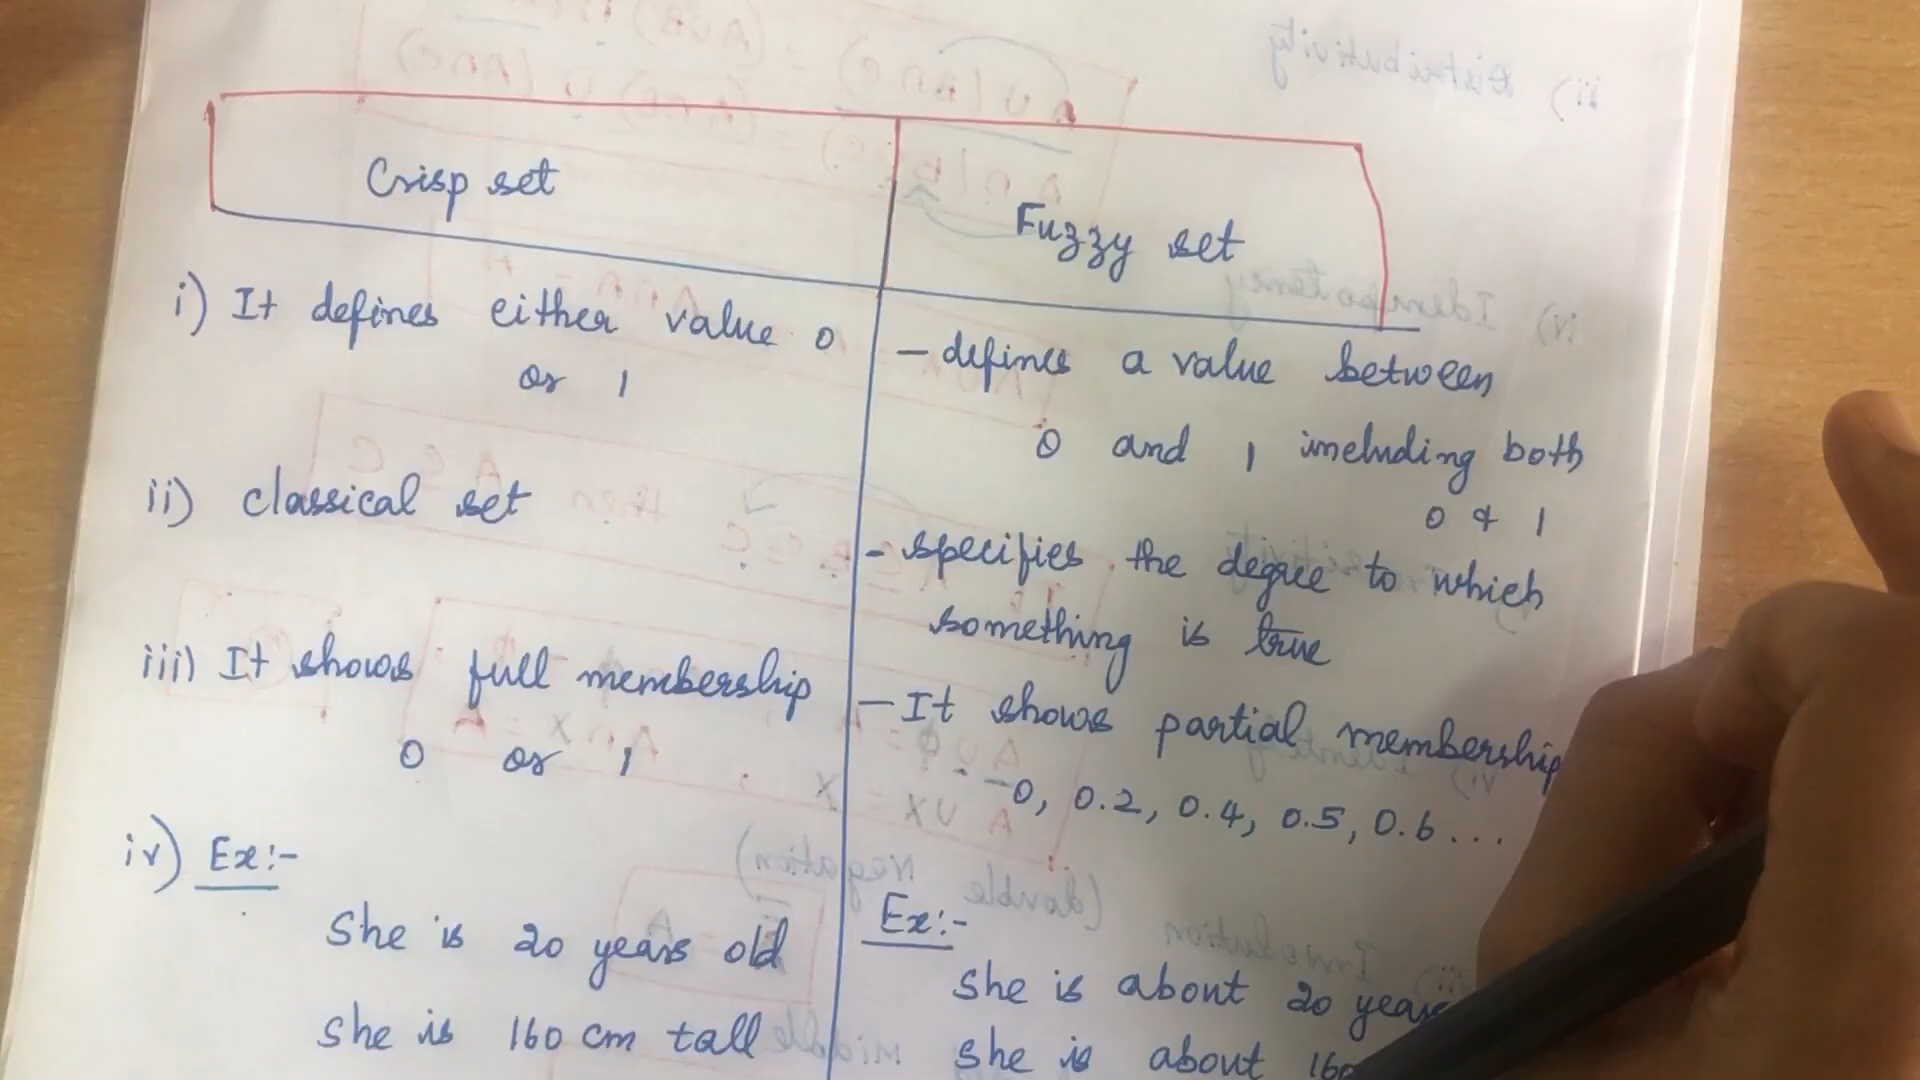 Crisp set
i) It defines either value 0
or 1
ii) classical set
iii) It shows full membership
0 or 1
iv) Ex:-
She is 20 years old
She is 160 cm tall
Fuzzy set
- defines a value between
0 and 1 including both
0 & 1
- specifies the degree to which
something is true
- It shows partial membership
0, 0.2, 0.4, 0.5, 0.6...
Ex:-
She is about 20 years
She is about 160